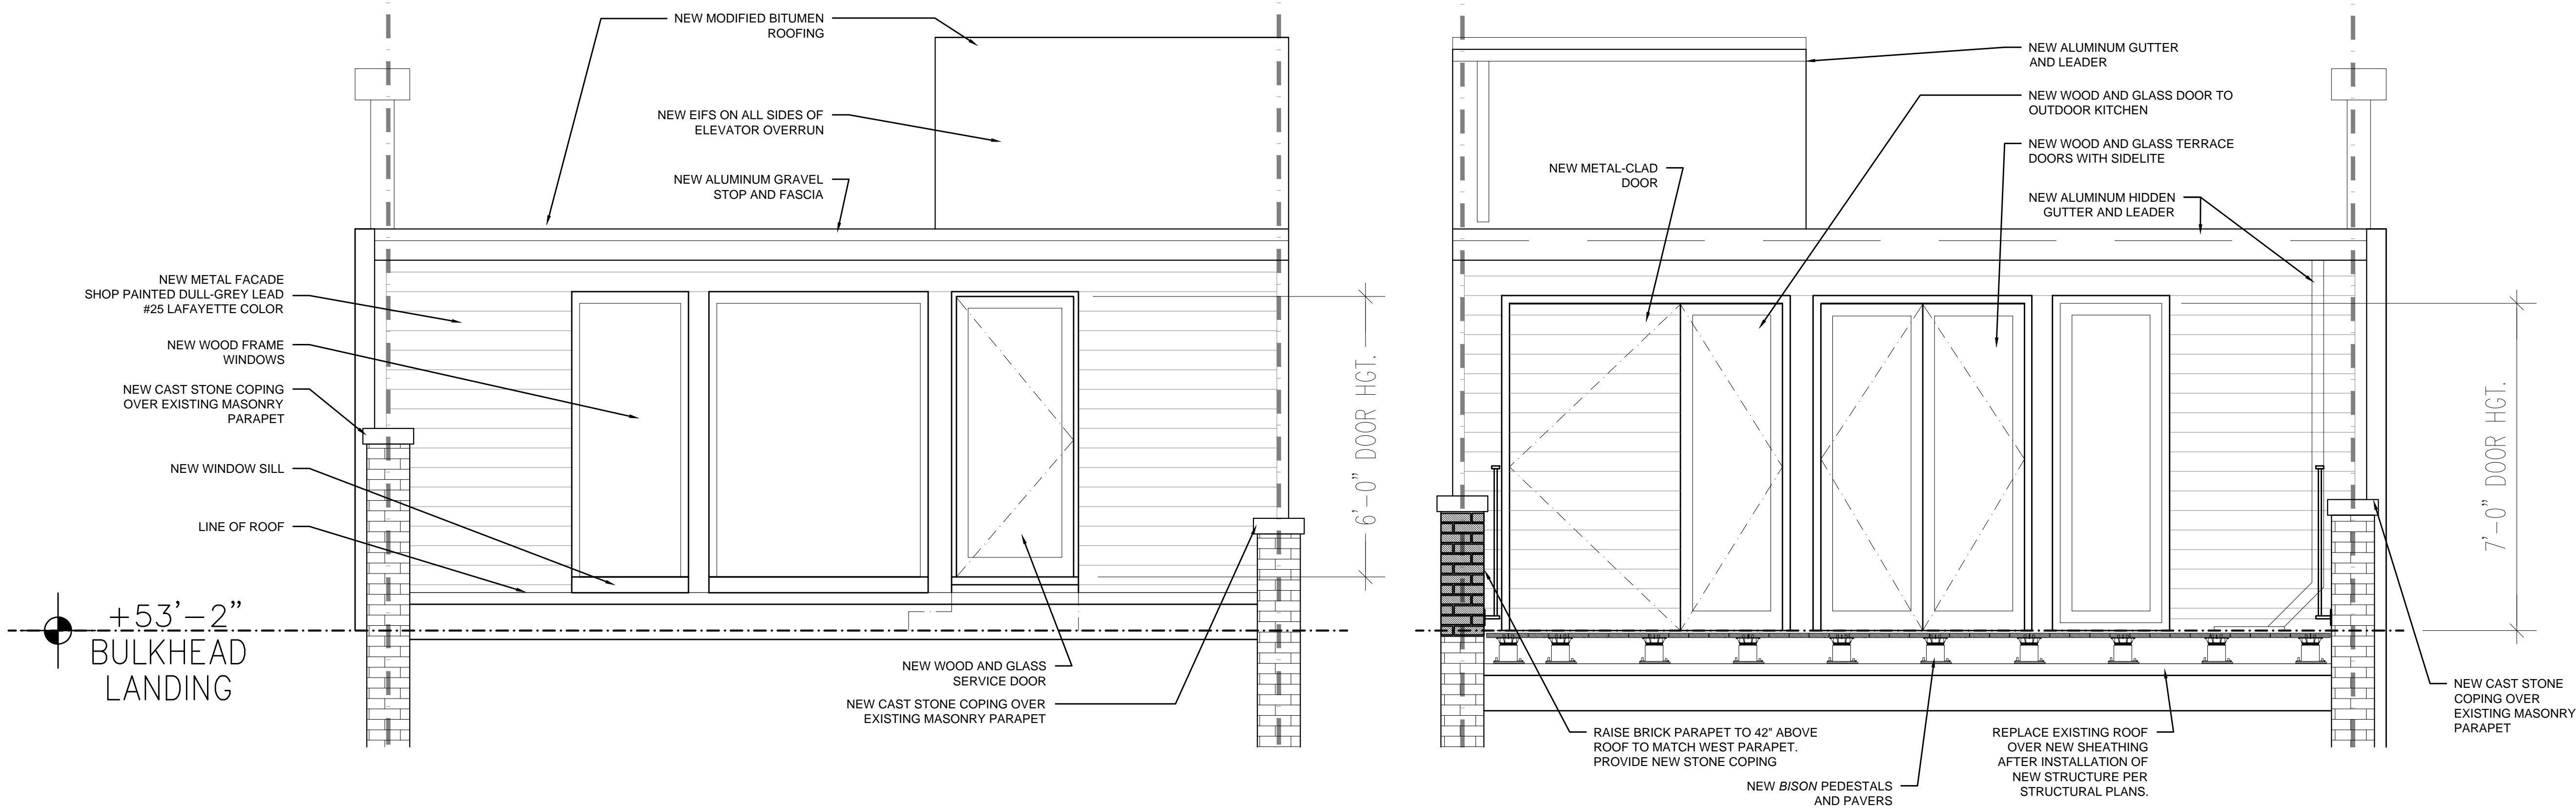 NEW MODIFIED BITUMEN
ROOFING
NEW EIFS ON ALL SIDES OF
ELEVATOR OVERRUN
NEW ALUMINUM GRAVEL
STOP AND FASCIA
NEW METAL FACADE
SHOP PAINTED DULL-GREY LEAD
#25 LAFAYETTE COLOR
NEW WOOD FRAME
WINDOWS
NEW CAST STONE COPING
OVER EXISTING MASONRY
PARAPET
NEW WINDOW SILL
LINE OF ROOF
+53'-2"
BULKHEAD
LANDING
6'-0" DOOR HGT.
NEW WOOD AND GLASS
SERVICE DOOR
NEW CAST STONE COPING OVER
EXISTING MASONRY PARAPET
NEW ALUMINUM GUTTER
AND LEADER
NEW WOOD AND GLASS DOOR TO
OUTDOOR KITCHEN
NEW WOOD AND GLASS TERRACE
DOORS WITH SIDELITE
NEW METAL-CLAD
DOOR
NEW ALUMINUM HIDDEN
GUTTER AND LEADER
7'-0" DOOR HGT.
NEW CAST STONE
COPING OVER
EXISTING MASONRY
PARAPET
RAISE BRICK PARAPET TO 42" ABOVE
ROOF TO MATCH WEST PARAPET.
PROVIDE NEW STONE COPING
NEW BISON PEDESTALS
AND PAVERS
REPLACE EXISTING ROOF
OVER NEW SHEATHING
AFTER INSTALLATION OF
NEW STRUCTURE PER
STRUCTURAL PLANS.